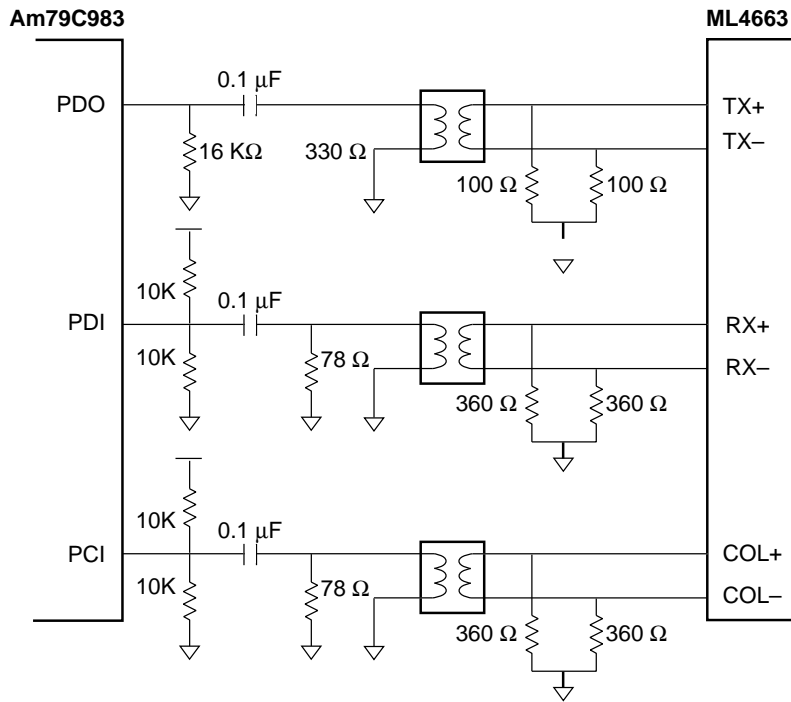 Am79C983
ML4663
0.1 μF
PDO
TX+
TX–
16 KΩ
330 Ω
100 Ω
100 Ω
10K
0.1 μF
PDI
RX+
RX–
10K
78 Ω
360 Ω
360 Ω
10K
0.1 μF
PCI
COL+
COL–
10K
78 Ω
360 Ω
360 Ω